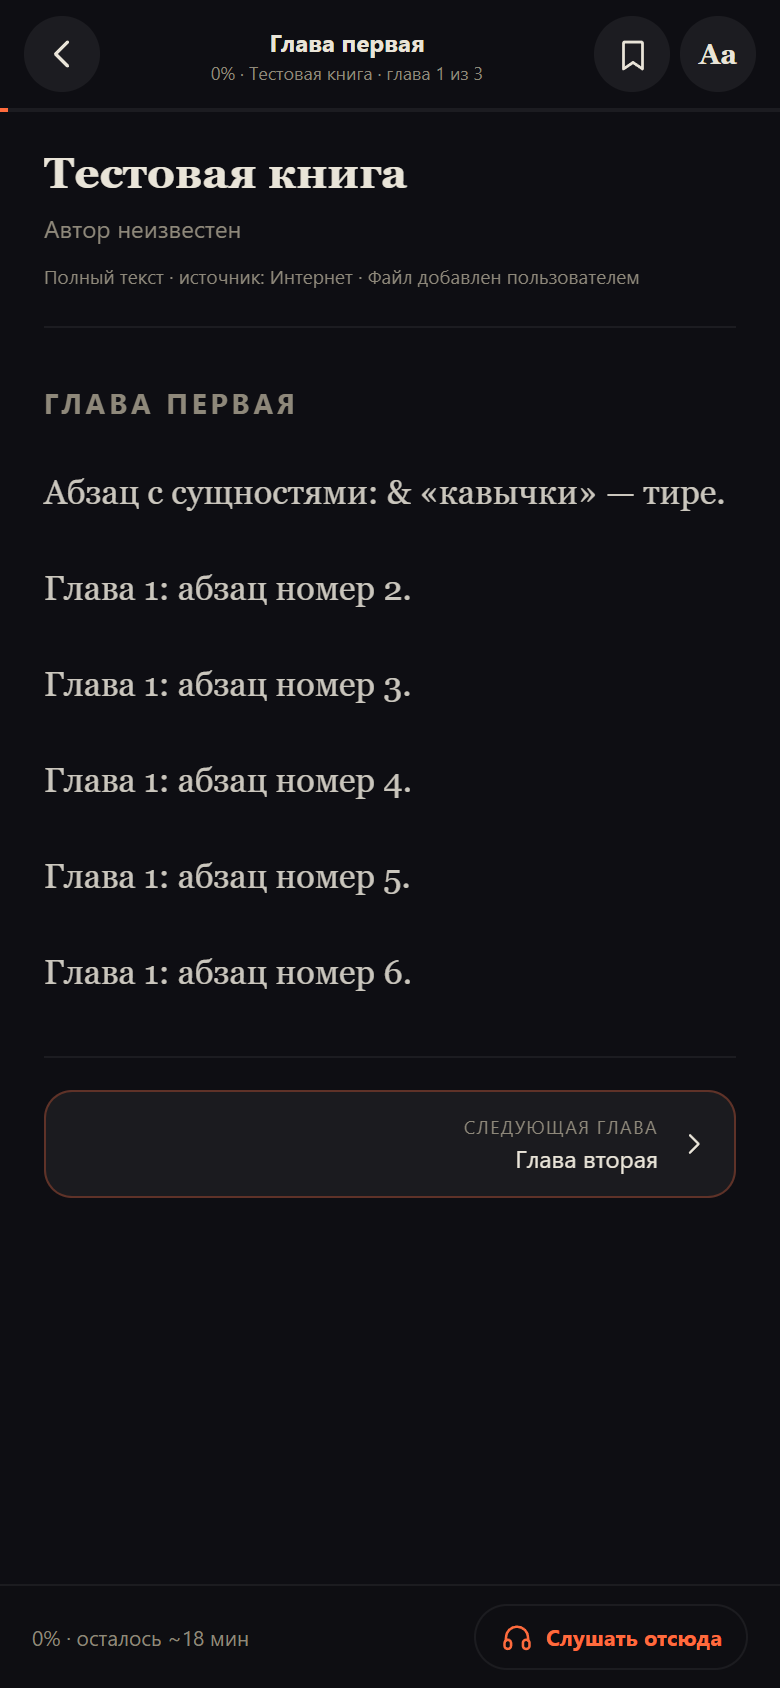 Глава первая
0% · Тестовая книга · глава 1 из 3
Aa
Тестовая книга
Автор неизвестен
Полный текст · источник: Интернет · Файл добавлен пользователем
ГЛАВА ПЕРВАЯ
Абзац с сущностями: & «кавычки» — тире.
Глава 1: абзац номер 2.
Глава 1: абзац номер 3.
Глава 1: абзац номер 4.
Глава 1: абзац номер 5.
Глава 1: абзац номер 6.
СЛЕДУЮЩАЯ ГЛАВА
Глава вторая
0% · осталось ~18 мин
Слушать отсюда